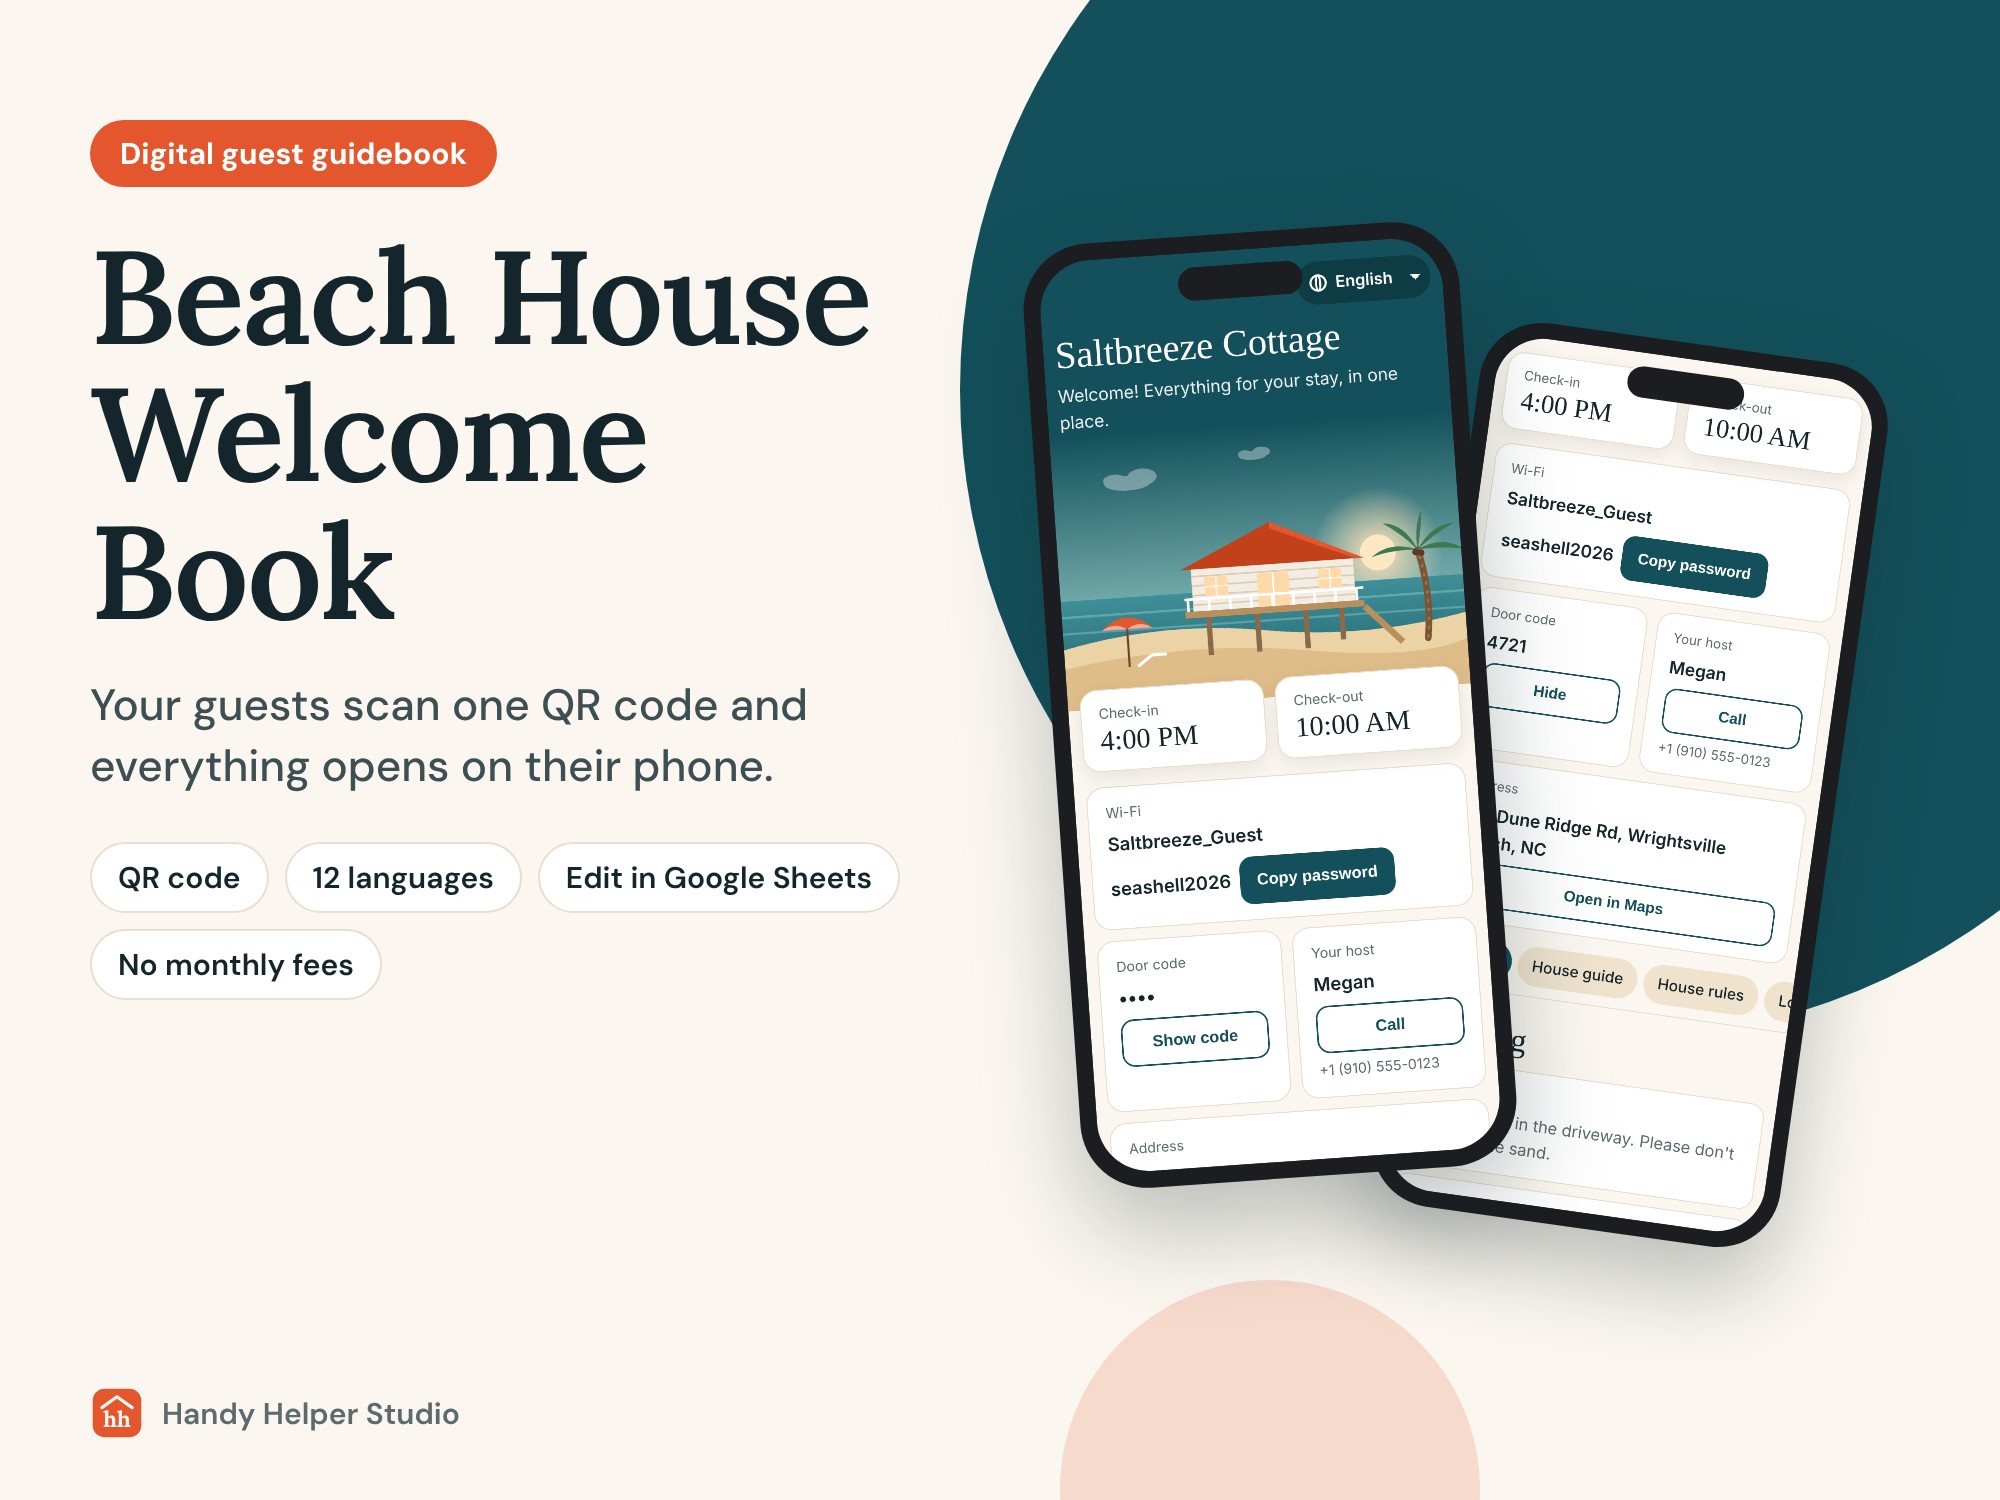 Digital guest guidebook
Beach House
Welcome
Book
Your guests scan one QR code and
everything opens on their phone.
QR code
12 languages
Edit in Google Sheets
No monthly fees
hh
Handy Helper Studio
English
Saltbreeze Cottage
Welcome! Everything for your stay, in one
place.
Check-in
4:00 PM
Check-out
10:00 AM
Wi-Fi
Saltbreeze_Guest
seashell2026
Copy password
Door code
••••
Show code
Your host
Megan
Call
+1 (910) 555-0123
Address
Check-in
4:00 PM
10:00 AM
Wi-Fi
Saltbreeze_Guest
seashell2026
Copy password
Door code
4721
Hide
Your host
Megan
Call
+1 (910) 555-0123
Dune Ridge Rd, Wrightsville
NC
Open in Maps
House guide
House rules
in the driveway. Please don't
sand.